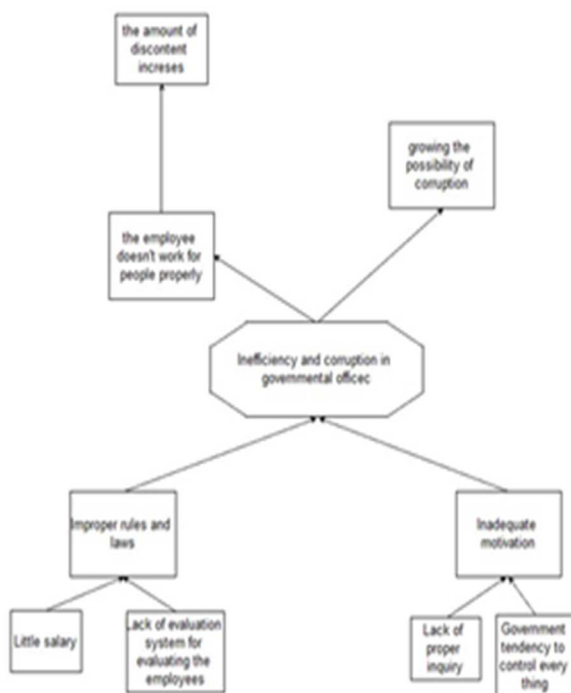 the amount of
discontent
increses
growing the
possibility of
corruption
the employee
doesn't work for
people properly
Inefficiency and corruption in
governmental officec
Improper rules and
laws
Inadequate
motivation
Little salary
Lack of evaluation
system for
evaluating the
employees
Lack of
proper
inquiry
Government
tendency to
control every
thing